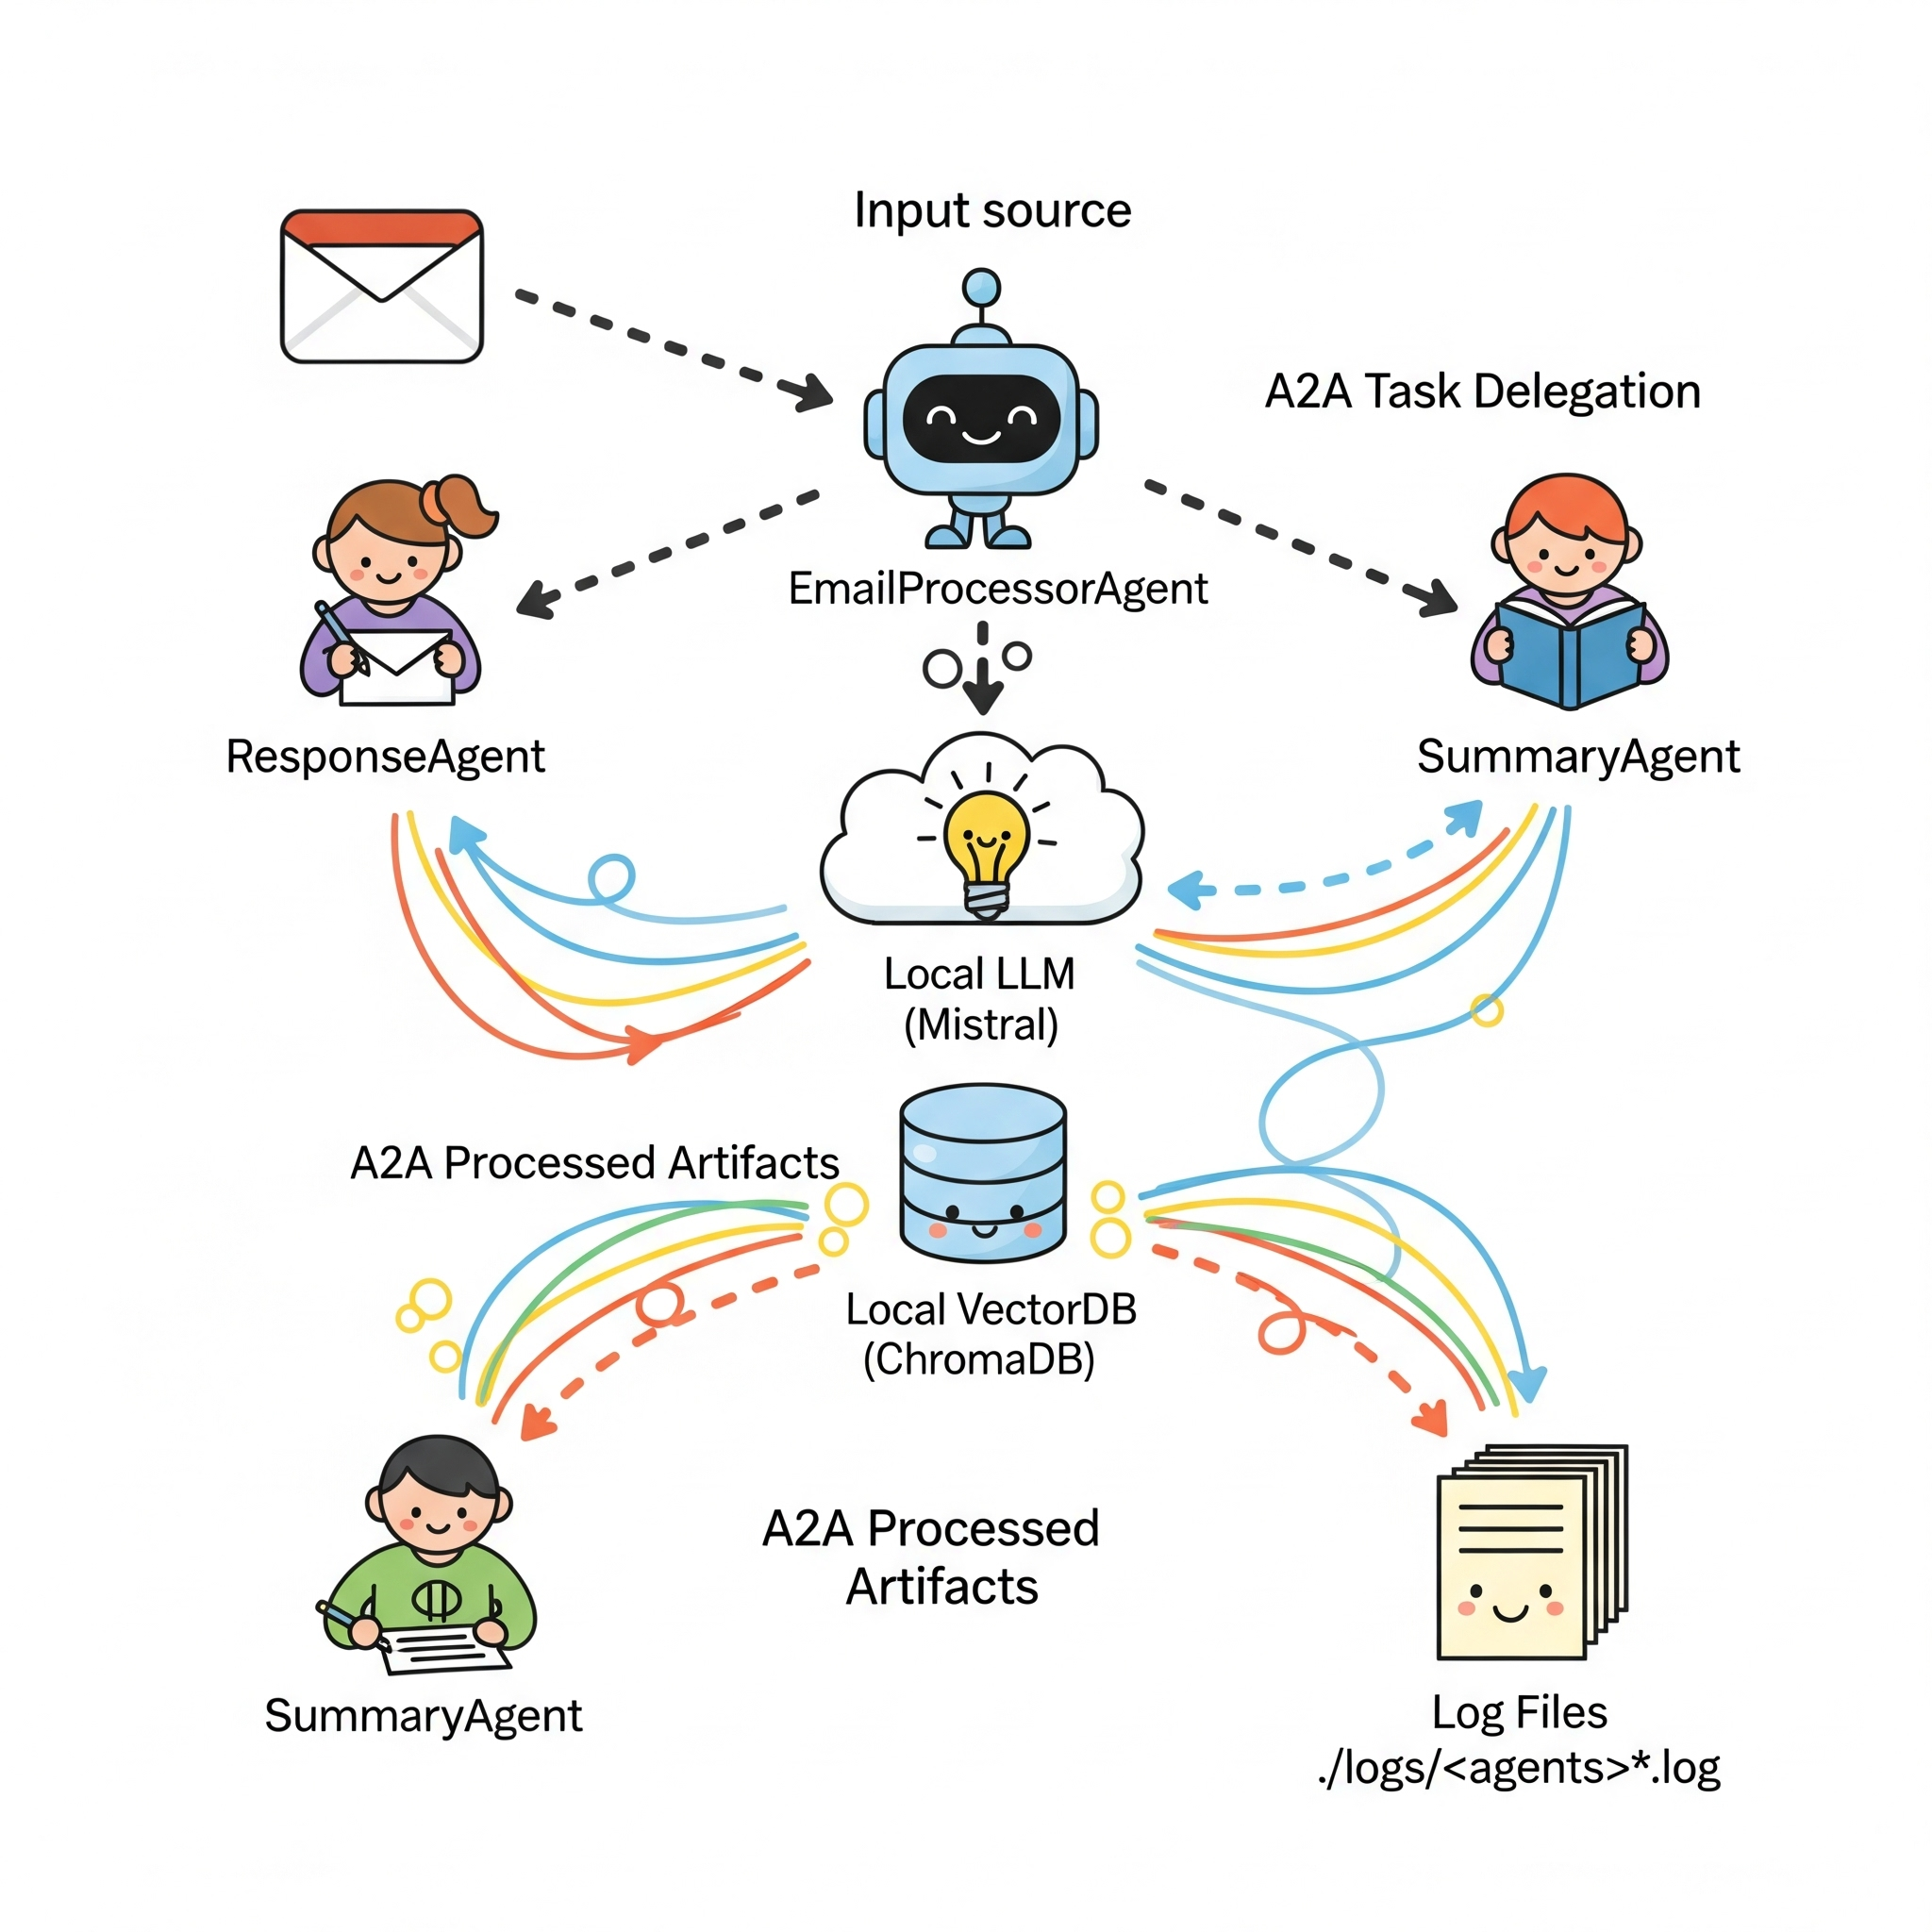 Input source
A2A Task Delegation
EmailProcessorAgent
ResponseAgent
SummaryAgent
Local LLM
(Mistral)
A2A Processed Artifacts
Local VectorDB
(ChromaDB)
A2A Processed
Artifacts
SummaryAgent
Log Files
./logs/<agents>*.log